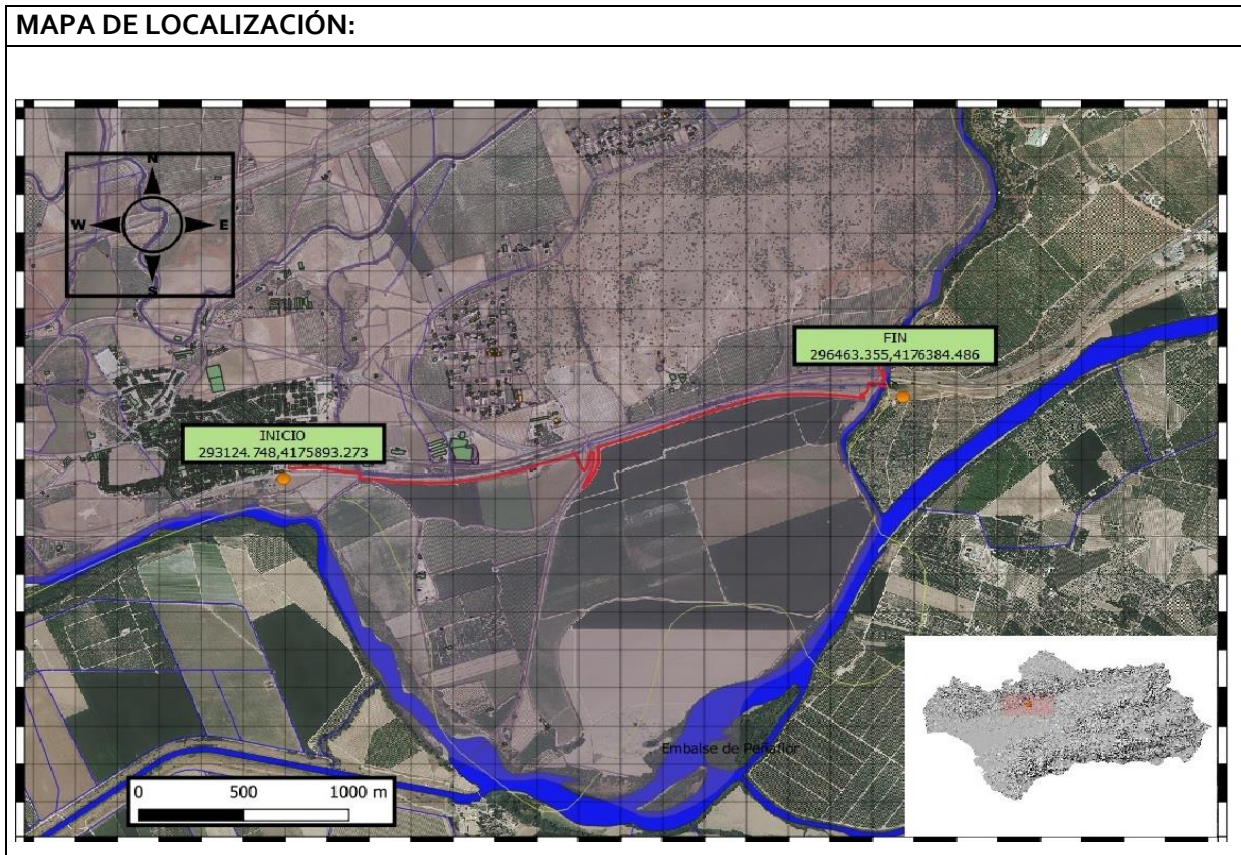 MAPA DE LOCALIZACIÓN:
N
W E
S
INICIO
293124.748,4175893.273
FIN
296463.355,4176384.486
Embalse de Peñaflor
0 500 1000 m